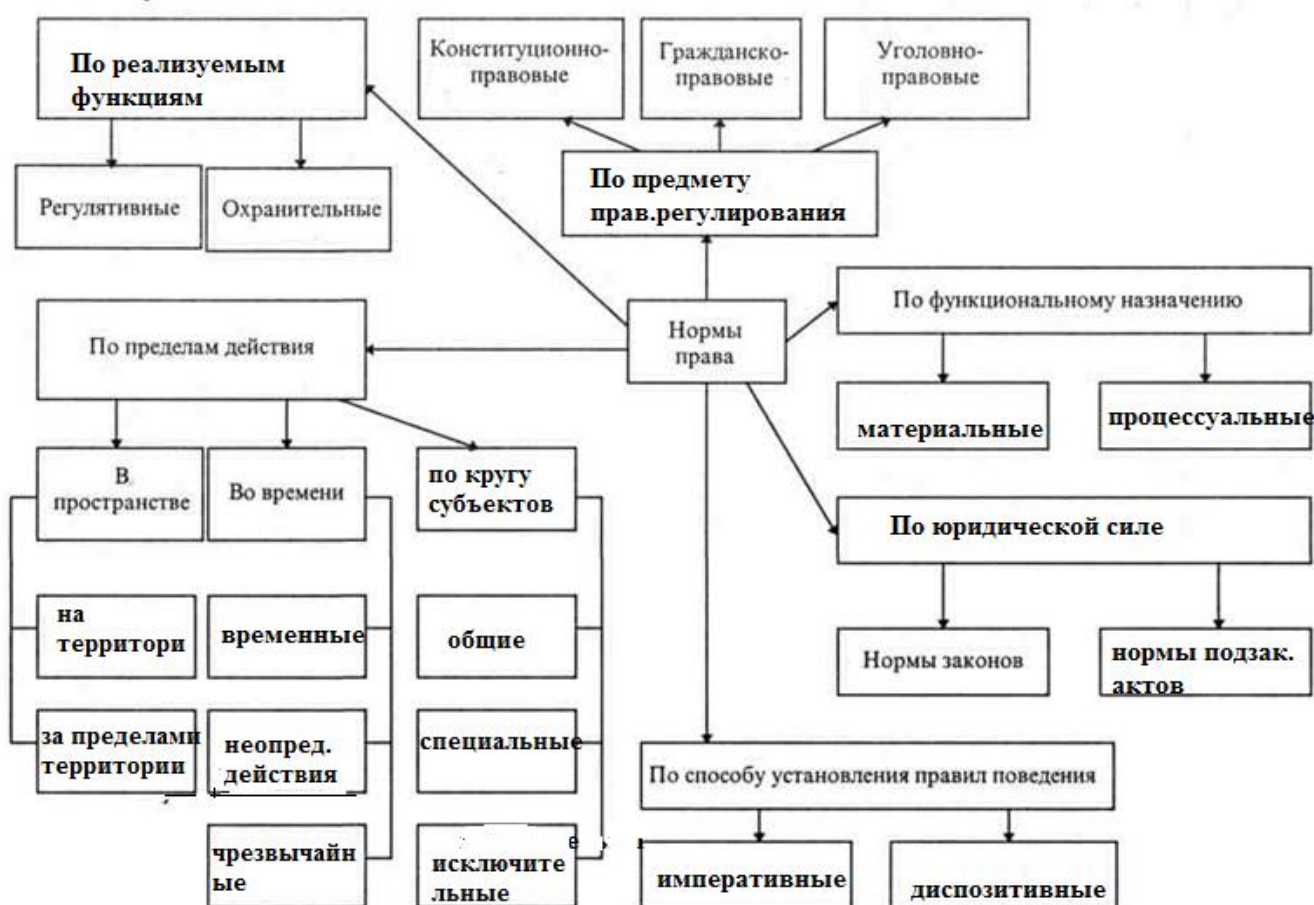 По реализуемым
функциям
Регулятивные
Охранительные
Конституционно-
правовые
Гражданско-
правовые
Уголовно-
правовые
По предмету
прав.регулирования
Нормы
права
По функциональному назначению
материальные
процессуальные
По пределам действия
В
пространстве
Во времени
по кругу
субъектов
на
территори
временные
общие
за пределами
территории
неопред.
действия
специальные
чрезвычайн
ые
исключите
льные
По юридической силе
Нормы законов
нормы подзак.
актов
По способу установления правил поведения
императивные
диспозитивные